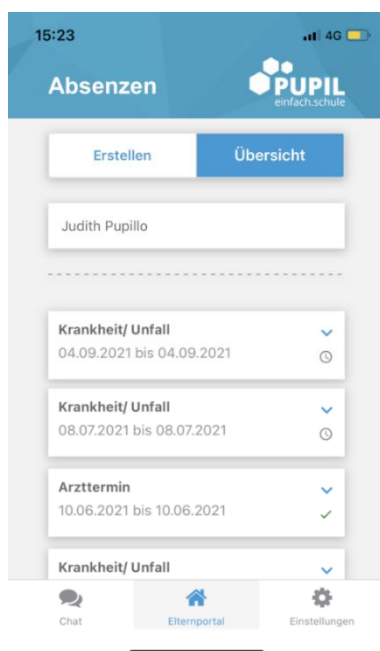 15:23
4G
Absenzen
PUPIL
einfach.schule
Erstellen
Übersicht
Judith Pupillo
Krankheit/ Unfall
04.09.2021 bis 04.09.2021
Krankheit/ Unfall
08.07.2021 bis 08.07.2021
Arzttermin
10.06.2021 bis 10.06.2021
Krankheit/ Unfall
Chat
Elternportal
Einstellungen